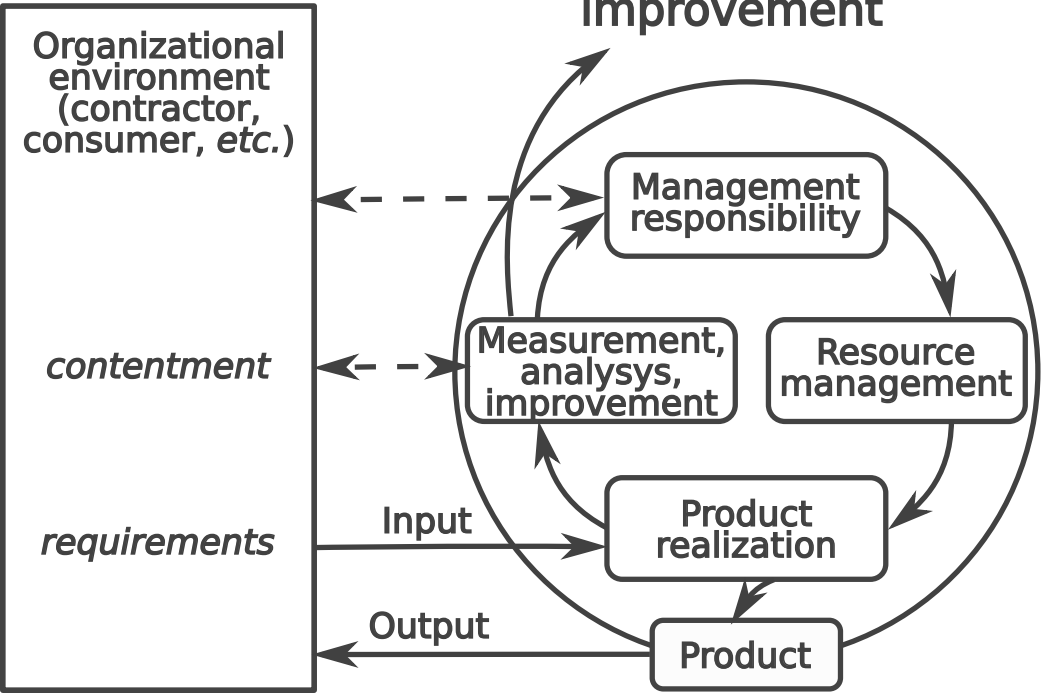 improvement
Organizational
environment
(contractor,
consumer, etc.)
Management
responsibility
contentment
Measurement,
analysys,
improvement
Resource
management
requirements
Input
Product
realization
Output
Product